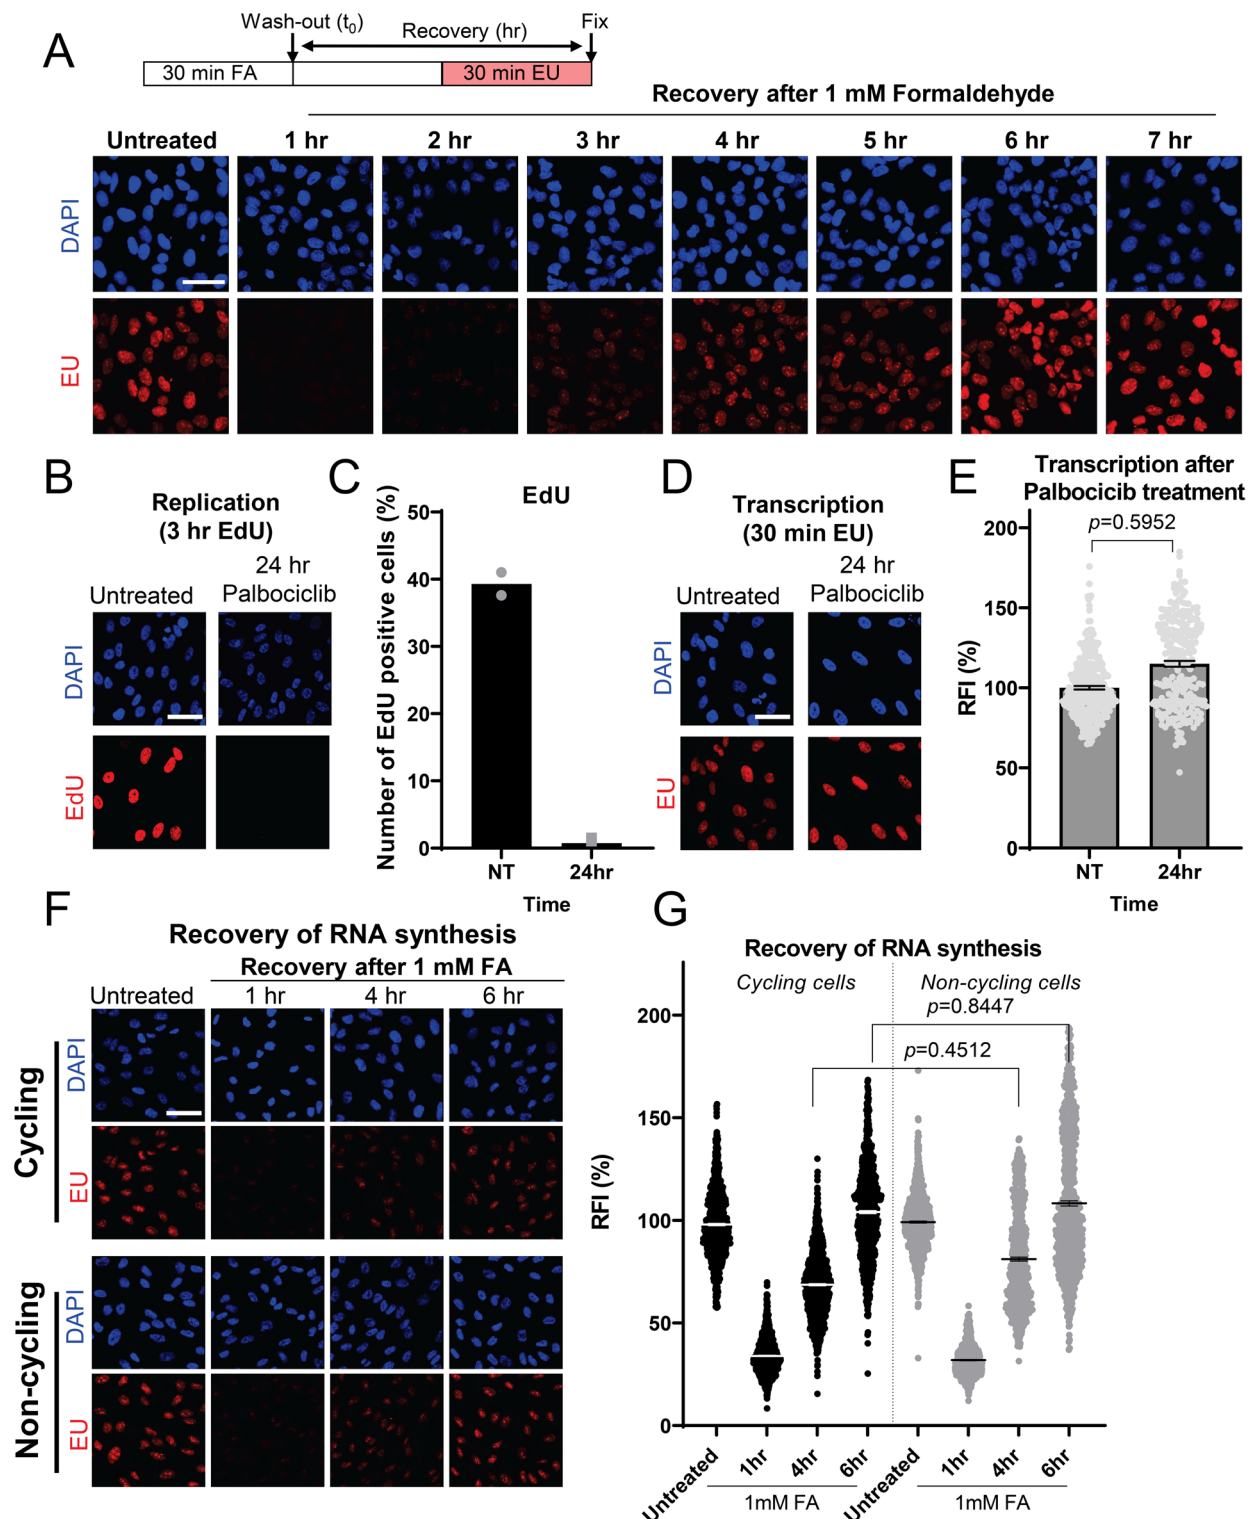 A
Wash-out (t0)
Recovery (hr)
Fix
30 min FA
30 min EU
Recovery after 1 mM Formaldehyde
Untreated 1 hr 2 hr 3 hr 4 hr 5 hr 6 hr 7 hr
DAPI
EU
B
Replication
(3 hr EdU)
Untreated
24 hr
Palbociclib
DAPI
EdU
C
EdU
Number of EdU positive cells (%)
50
40
30
20
10
0
NT 24hr
Time
D
Transcription
(30 min EU)
Untreated
24 hr
Palbociclib
DAPI
EU
E
Transcription after
Palbocicib treatment
p=0.5952
RFI (%)
200
150
100
50
0
NT 24hr
Time
F
Recovery of RNA synthesis
Recovery after 1 mM FA
Untreated 1 hr 4 hr 6 hr
Cycling
DAPI
EU
Non-cycling
DAPI
EU
G
Recovery of RNA synthesis
Cycling cells Non-cycling cells
p=0.8447
p=0.4512
RFI (%)
200
150
100
50
0
Untreated 1hr 4hr 6hr Untreated 1hr 4hr 6hr
1mM FA 1mM FA